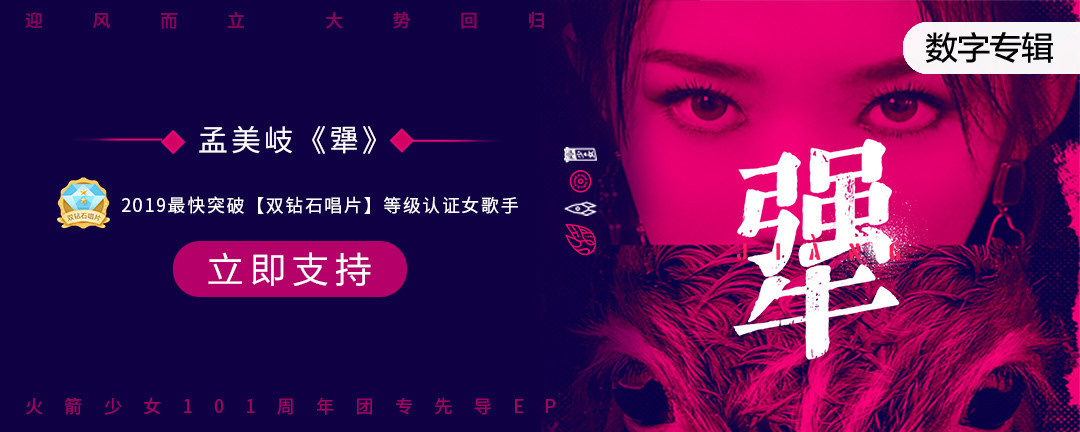 迎风而立 大势回归
数字专辑
孟美岐《犟》
双钻石唱片
2019最快突破【双钻石唱片】等级认证女歌手
立即支持
犟
JIANG
火箭少女101周年团专先导EP